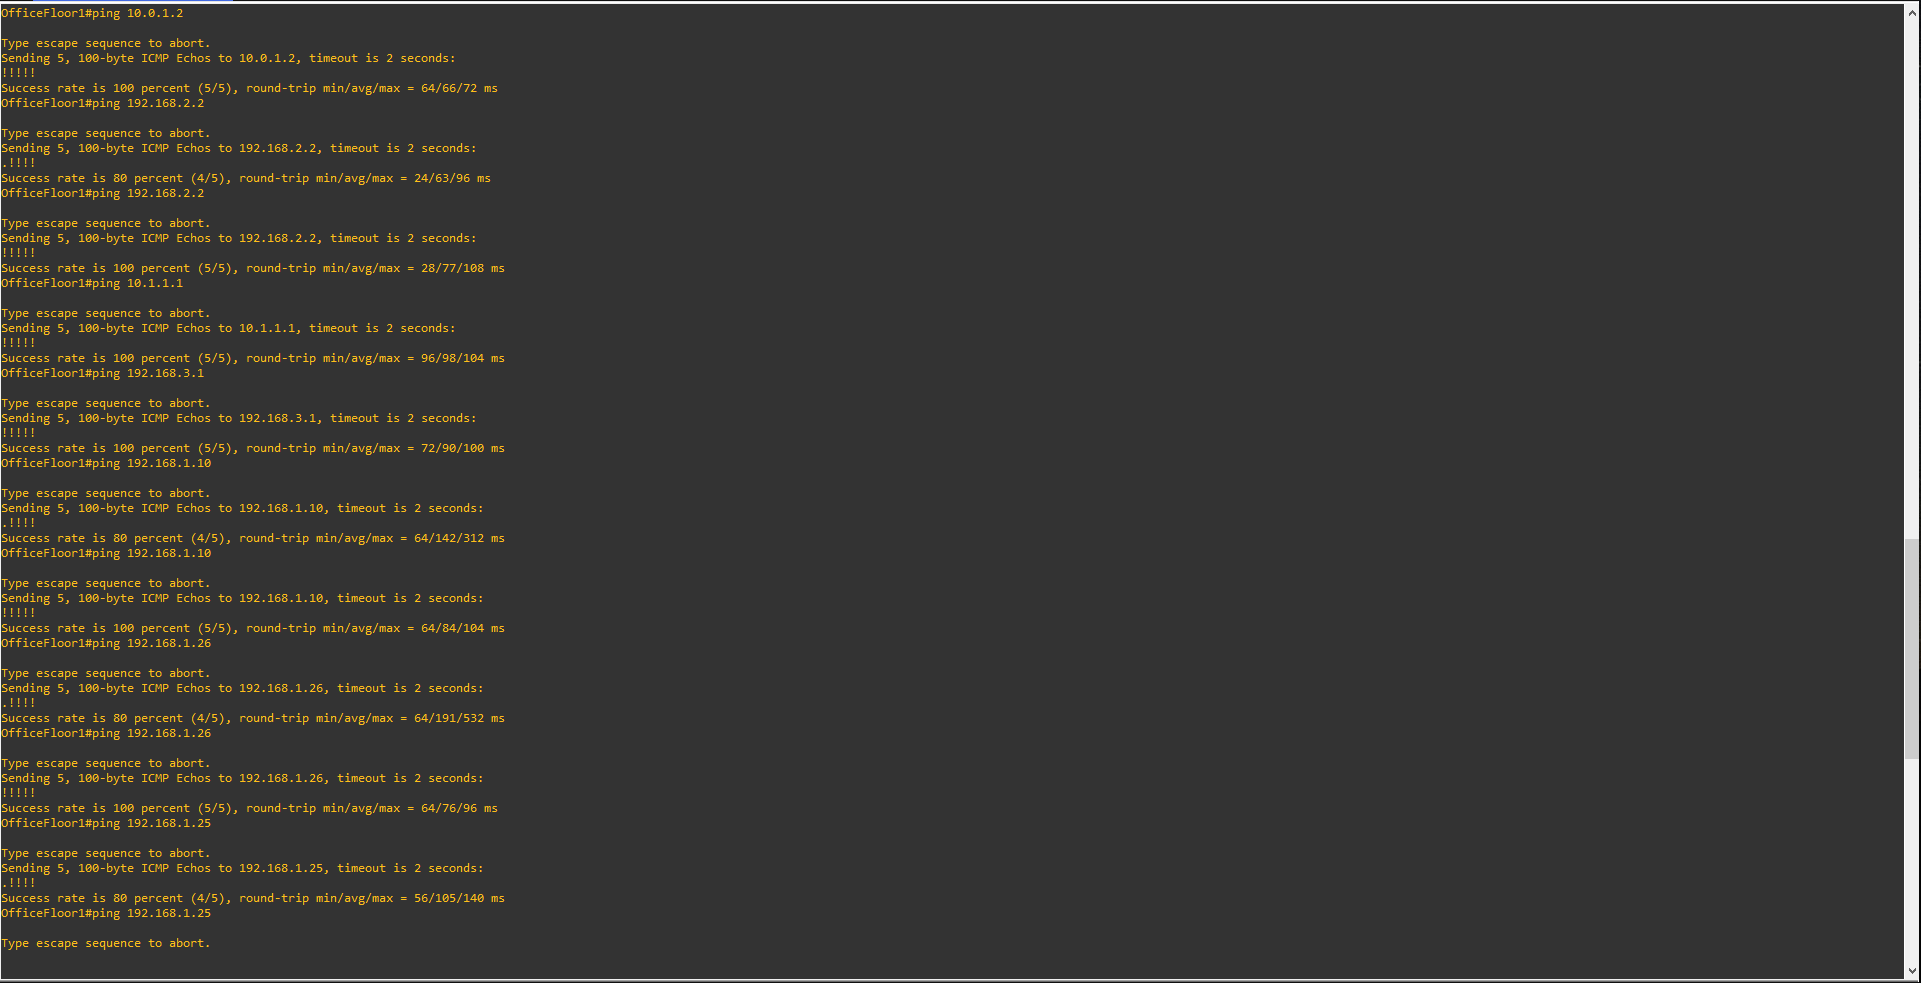 OfficeFloor1#ping 10.0.1.2
Type escape sequence to abort.
Sending 5, 100-byte ICMP Echos to 10.0.1.2, timeout is 2 seconds:
!!!!!
Success rate is 100 percent (5/5), round-trip min/avg/max = 64/66/72 ms
OfficeFloor1#ping 192.168.2.2
Type escape sequence to abort.
Sending 5, 100-byte ICMP Echos to 192.168.2.2, timeout is 2 seconds:
.!!!!
Success rate is 80 percent (4/5), round-trip min/avg/max = 24/63/96 ms
OfficeFloor1#ping 192.168.2.2
Type escape sequence to abort.
Sending 5, 100-byte ICMP Echos to 192.168.2.2, timeout is 2 seconds:
!!!!!
Success rate is 100 percent (5/5), round-trip min/avg/max = 28/77/108 ms
OfficeFloor1#ping 10.1.1.1
Type escape sequence to abort.
Sending 5, 100-byte ICMP Echos to 10.1.1.1, timeout is 2 seconds:
!!!!!
Success rate is 100 percent (5/5), round-trip min/avg/max = 96/98/104 ms
OfficeFloor1#ping 192.168.3.1
Type escape sequence to abort.
Sending 5, 100-byte ICMP Echos to 192.168.3.1, timeout is 2 seconds:
!!!!!
Success rate is 100 percent (5/5), round-trip min/avg/max = 72/90/100 ms
OfficeFloor1#ping 192.168.1.10
Type escape sequence to abort.
Sending 5, 100-byte ICMP Echos to 192.168.1.10, timeout is 2 seconds:
.!!!!
Success rate is 80 percent (4/5), round-trip min/avg/max = 64/142/312 ms
OfficeFloor1#ping 192.168.1.10
Type escape sequence to abort.
Sending 5, 100-byte ICMP Echos to 192.168.1.10, timeout is 2 seconds:
!!!!!
Success rate is 100 percent (5/5), round-trip min/avg/max = 64/84/104 ms
OfficeFloor1#ping 192.168.1.26
Type escape sequence to abort.
Sending 5, 100-byte ICMP Echos to 192.168.1.26, timeout is 2 seconds:
.!!!!
Success rate is 80 percent (4/5), round-trip min/avg/max = 64/191/532 ms
OfficeFloor1#ping 192.168.1.26
Type escape sequence to abort.
Sending 5, 100-byte ICMP Echos to 192.168.1.26, timeout is 2 seconds:
!!!!!
Success rate is 100 percent (5/5), round-trip min/avg/max = 64/76/96 ms
OfficeFloor1#ping 192.168.1.25
Type escape sequence to abort.
Sending 5, 100-byte ICMP Echos to 192.168.1.25, timeout is 2 seconds:
.!!!!
Success rate is 80 percent (4/5), round-trip min/avg/max = 56/105/140 ms
OfficeFloor1#ping 192.168.1.25
Type escape sequence to abort.